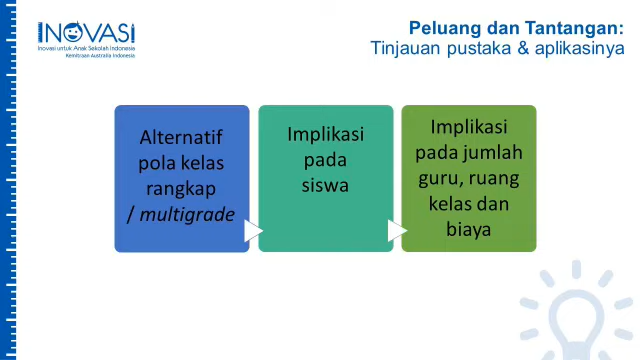 INOVASI
Inovasi untuk Anak Sekolah Indonesia
Kemitraan Australia Indonesia
Peluang dan Tantangan:
Tinjauan pustaka & aplikasinya
Alternatif
pola kelas
rangkap
/ multigrade
Implikasi
pada
siswa
Implikasi
pada jumlah
guru, ruang
kelas dan
biaya